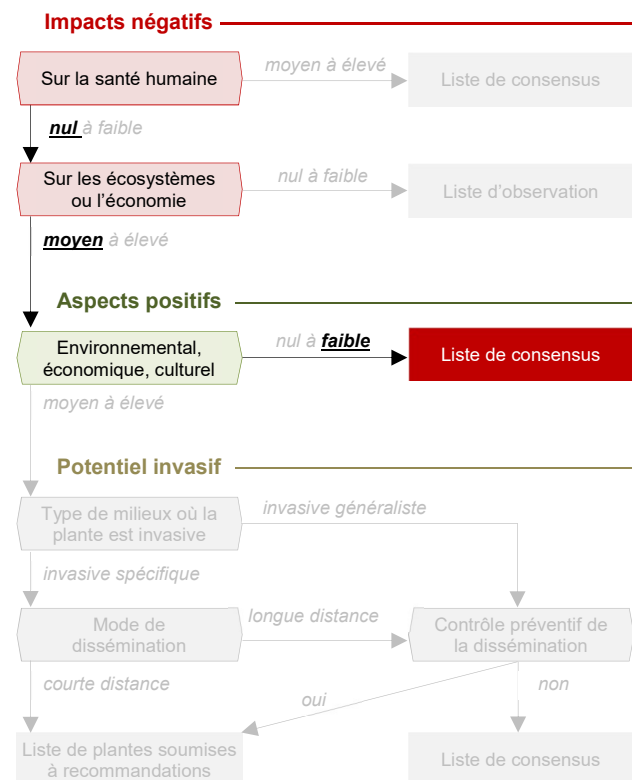 Impacts négatifs
Sur la santé humaine
moyen à élevé
Liste de consensus
nul à faible
Sur les écosystèmes
ou l'économie
nul à faible
Liste d'observation
moyen à élevé
Aspects positifs
Environnemental,
économique, culturel
nul à faible
Liste de consensus
moyen à élevé
Potentiel invasif
Type de milieux où la
plante est invasive
invasive généraliste
invasive spécifique
Mode de
dissémination
longue distance
Contrôle préventif de
la dissémination
courte distance
oui
non
Liste de plantes soumises
à recommandations
Liste de consensus